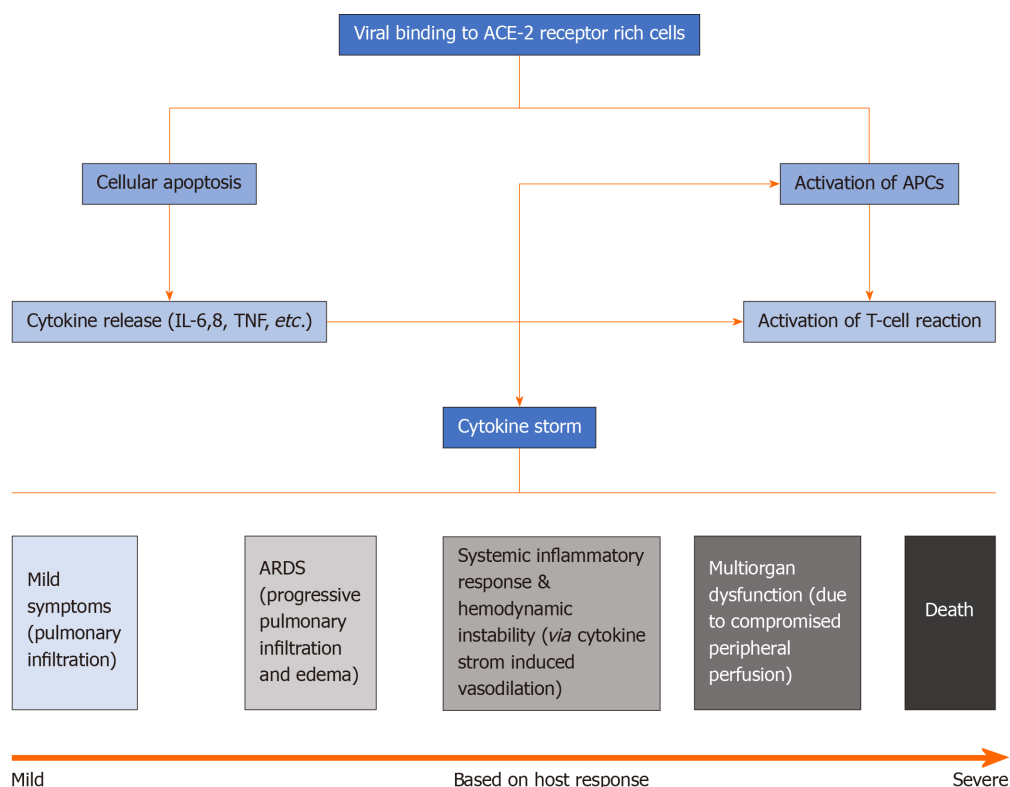 Viral binding to ACE-2 receptor rich cells
Cellular apoptosis
Activation of APCs
Cytokine release (IL-6,8, TNF, etc.)
Activation of T-cell reaction
Cytokine storm
Mild
symptoms
(pulmonary
infiltration)
ARDS
(progressive
pulmonary
infiltration
and edema)
Systemic inflammatory
response &
hemodynamic
instability (via cytokine
strom induced
vasodilation)
Multiorgan
dysfunction (due
to compromised
peripheral
perfusion)
Death
Mild
Based on host response
Severe